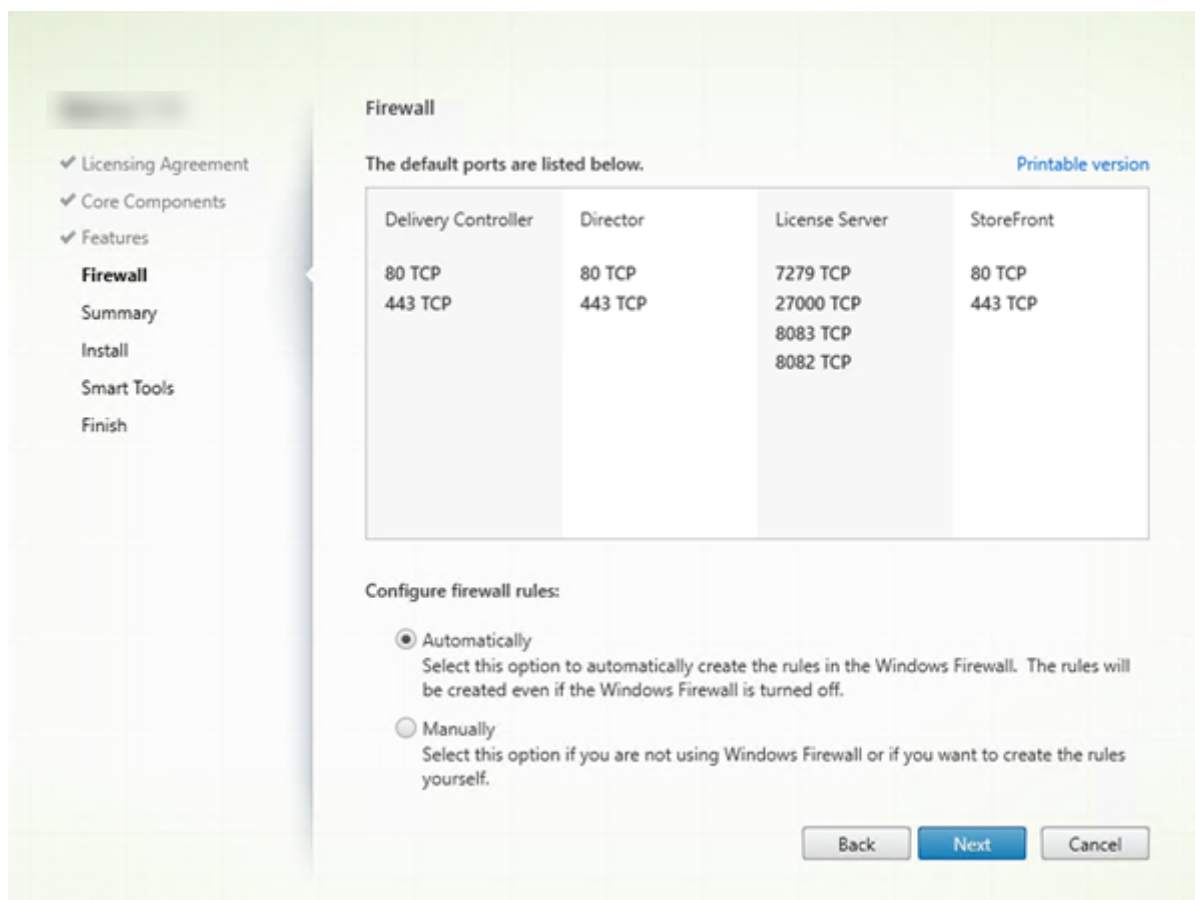 Firewall
✔ Licensing Agreement
✔ Core Components
✔ Features
Firewall
Summary
Install
Smart Tools
Finish
The default ports are listed below.
Printable version
Delivery Controller
80 TCP
443 TCP
Director
80 TCP
443 TCP
License Server
7279 TCP
27000 TCP
8083 TCP
8082 TCP
StoreFront
80 TCP
443 TCP
Configure firewall rules:
Automatically
Select this option to automatically create the rules in the Windows Firewall. The rules will
be created even if the Windows Firewall is turned off.
Manually
Select this option if you are not using Windows Firewall or if you want to create the rules
yourself.
Back
Next
Cancel